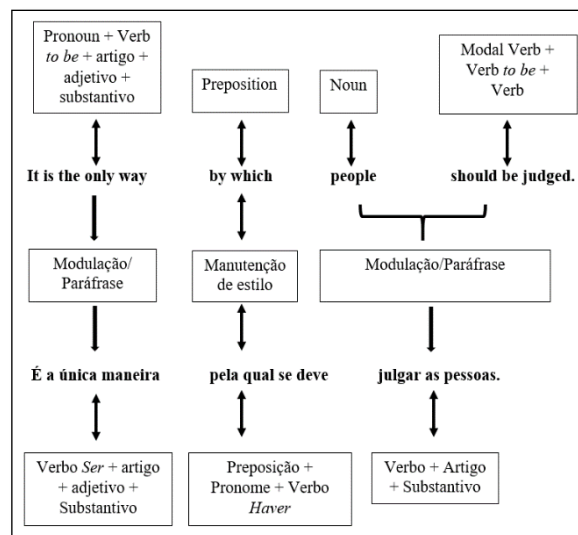 Pronoun + Verb
to be + artigo +
adjetivo +
substantivo
Preposition
Noun
Modal Verb +
Verb to be +
Verb
It is the only way
by which
people
should be judged.
Modulação/
Paráfrase
Manutenção
de estilo
Modulação/Paráfrase
É a única maneira
pela qual se deve
julgar as pessoas.
Verbo Ser + artigo
+ adjetivo +
Substantivo
Preposição +
Pronome + Verbo
Haver
Verbo + Artigo
+ Substantivo